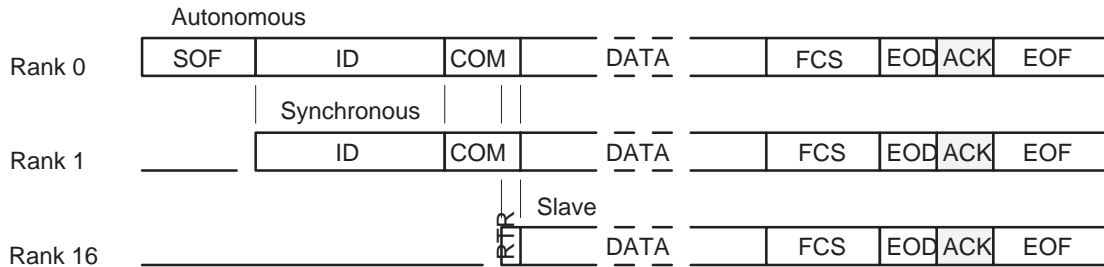 Autonomous
Rank 0 SOF ID COM DATA FCS EOD ACK EOF
Synchronous
Rank 1 ID COM DATA FCS EOD ACK EOF
Slave
Rank 16 RTR DATA FCS EOD ACK EOF